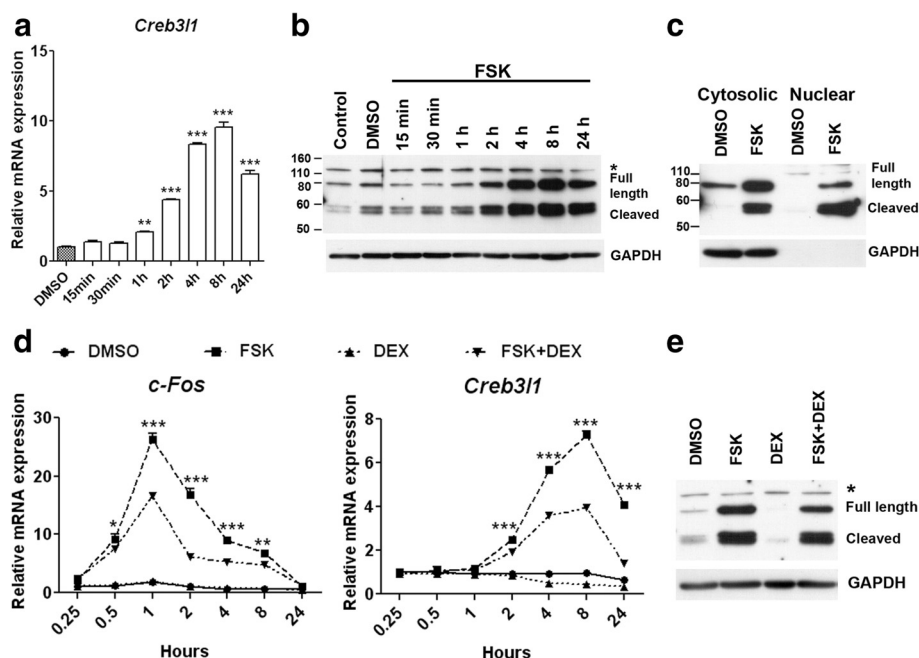 a
Creb3l1
Relative mRNA expression
15
10
5
0
DMSO
15min
30min
1h
2h
4h
8h
24h
**
***
***
***
***
b
FSK
Control
DMSO
15 min
30 min
1 h
2 h
4 h
8 h
24 h
160
110
80
60
50
*
Full
length
Cleaved
GAPDH
c
Cytosolic Nuclear
DMSO
FSK
DMSO
FSK
110
80
60
50
Full
length
Cleaved
GAPDH
d
DMSO
FSK
DEX
FSK+DEX
c-Fos
Relative mRNA expression
30
20
10
0
*
***
***
***
**
0.25
0.5
1
2
4
8
24
Hours
Creb3l1
Relative mRNA expression
8
6
4
2
0
***
***
***
***
0.25
0.5
1
2
4
8
24
Hours
e
DMSO
FSK
DEX
FSK+DEX
*
Full length
Cleaved
GAPDH